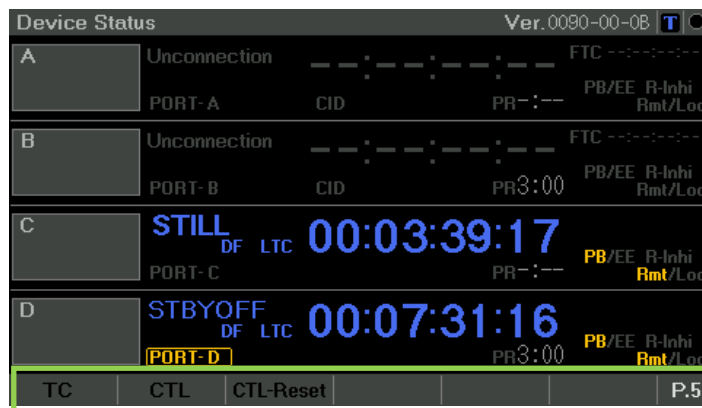 Device Status Ver.0090-00-0B T
A Unconnection --:--:--:-- FTC --:--:--:--
PORT-A CID PR-:-- PB/EE R-Inhi
Rmt/Loc
B Unconnection --:--:--:-- FTC --:--:--:--
PORT-B CID PR3:00 PB/EE R-Inhi
Rmt/Loc
C STILL DF LTC 00:03:39:17
PORT-C PR-:-- PB/EE R-Inhi
Rmt/Loc
D STBYOFF DF LTC 00:07:31:16
PORT-D PR3:00 PB/EE R-Inhi
Rmt/Loc
TC CTL CTL-Reset P.5